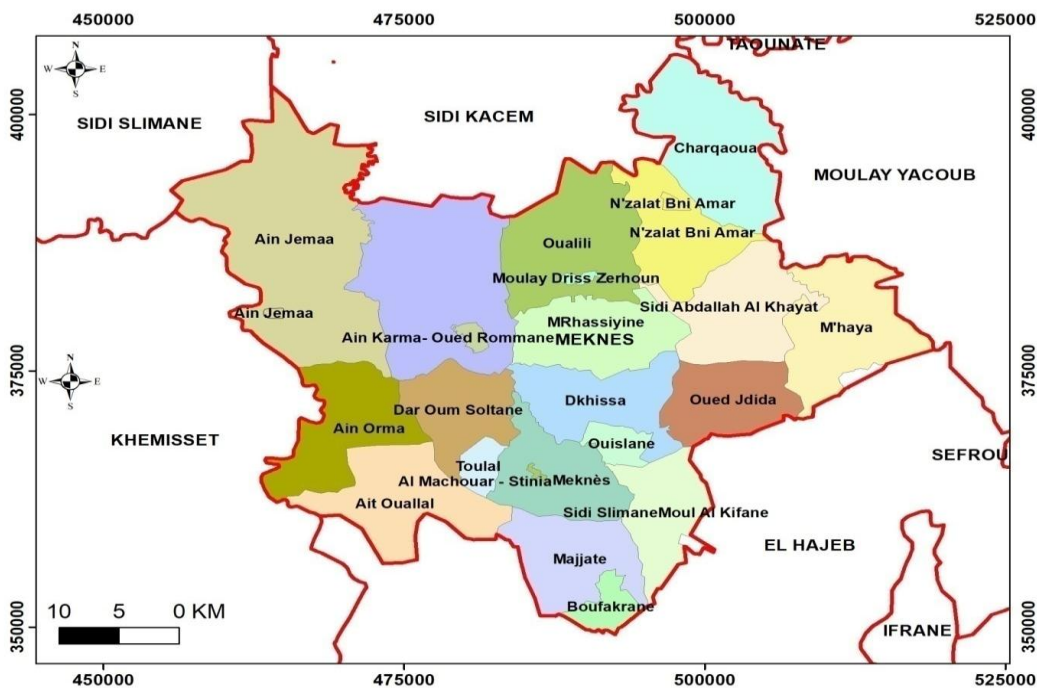 450000 475000 500000 525000
TAOUNATE
N
W E
S
400000
400000
SIDI SLIMANE
SIDI KACEM
Charqaoua
MOULAY YACOUB
N'zalat Bni Amar
N'zalat Bni Amar
Ain Jemaa
Oualili
Moulay Driss Zerhoun
Sidi Abdallah Al Khayat
Ain Jemaa
MRhassiyine
M'haya
Ain Karma- Oued Rommane
MEKNES
N
W E
S
375000
375000
Dar Oum Soltane
Dkhissa
Oued Jdida
Ain Orma
KHEMISSET
Ouislane
SEFROU
Toulal
Al Machouar - Stinia
Meknès
Ait Ouallal
Sidi Slimane Moul Al Kifane
EL HAJEB
Majjate
10 5 0 KM
Boufakrane
350000
350000
IFRANE
450000 475000 500000 525000